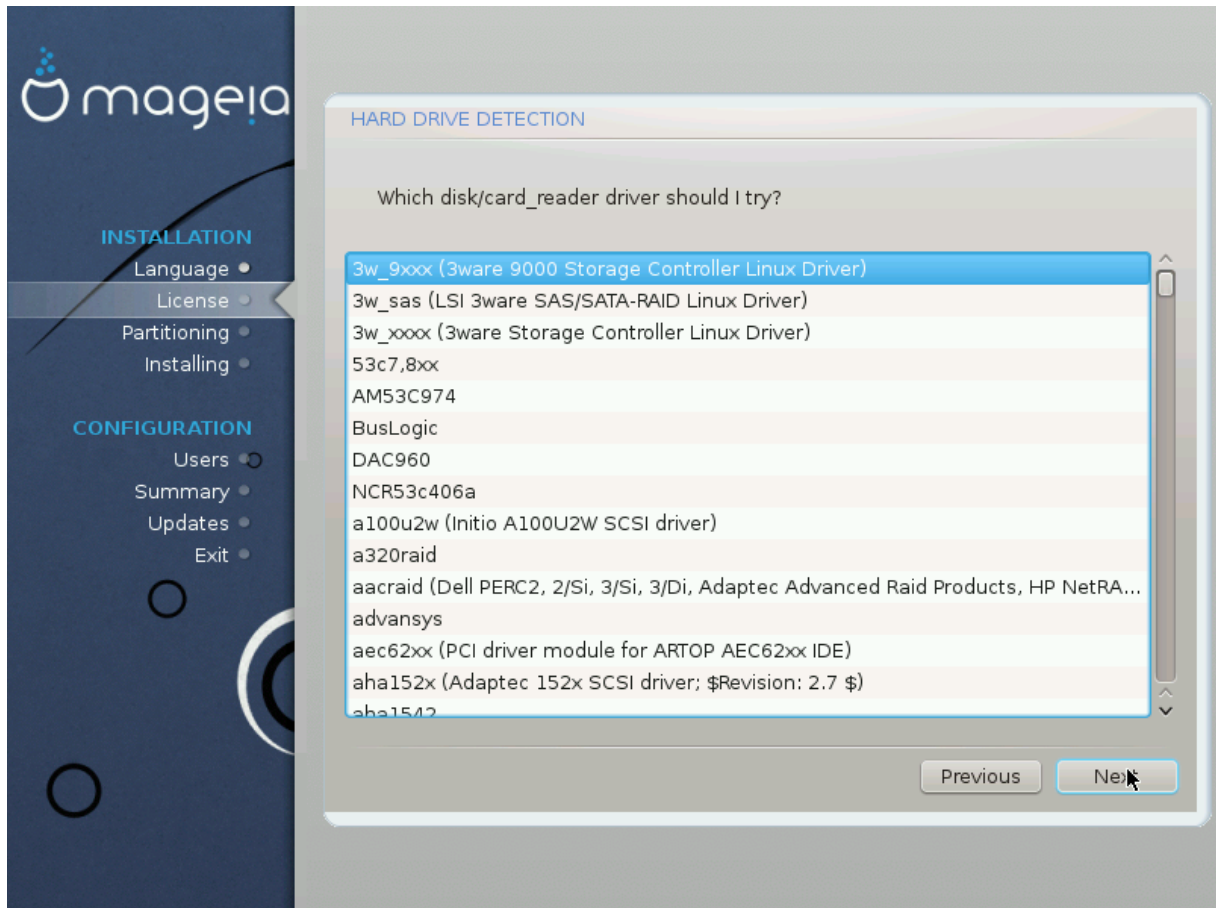 mageia
INSTALLATION
Language
License
Partitioning
Installing
CONFIGURATION
Users
Summary
Updates
Exit
HARD DRIVE DETECTION
Which disk/card_reader driver should I try?
3w_9xxx (3ware 9000 Storage Controller Linux Driver)
3w_sas (LSI 3ware SAS/SATA-RAID Linux Driver)
3w_xxxx (3ware Storage Controller Linux Driver)
53c7,8xx
AM53C974
BusLogic
DAC960
NCR53c406a
a100u2w (Initio A100U2W SCSI driver)
a320raid
aacraid (Dell PERC2, 2/Si, 3/Si, 3/Di, Adaptec Advanced Raid Products, HP NetRA...
advansys
aec62xx (PCI driver module for ARTOP AEC62xx IDE)
aha152x (Adaptec 152x SCSI driver; $Revision: 2.7 $)
aha1542
Previous
Next